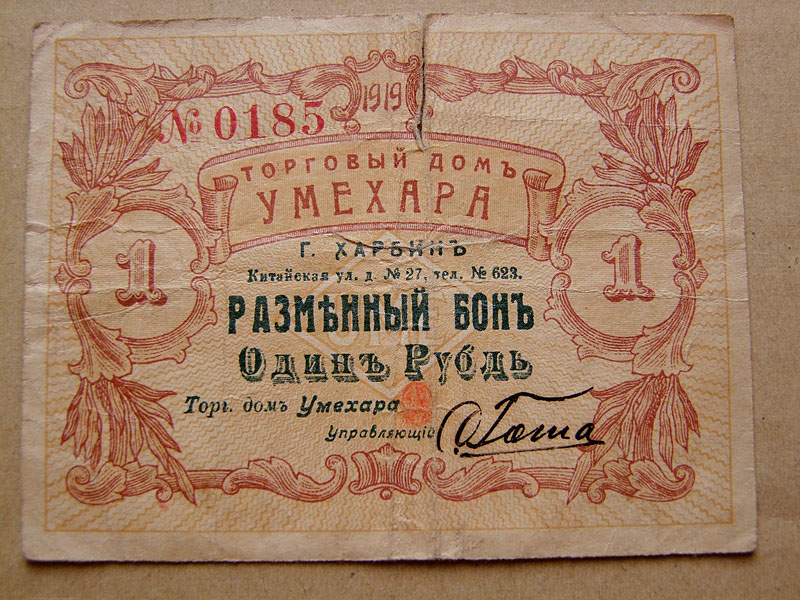 1919
№ 0185
ТОРГОВЫЙ ДОМЪ
УМЕХАРА
1 1
Г. ХАРБИНЪ
Китайская ул. д. № 27, тел. № 623.
РАЗМѢННЫЙ БОНЪ
Одинъ Рубдь
Торг. домъ Умехара
Управляющій